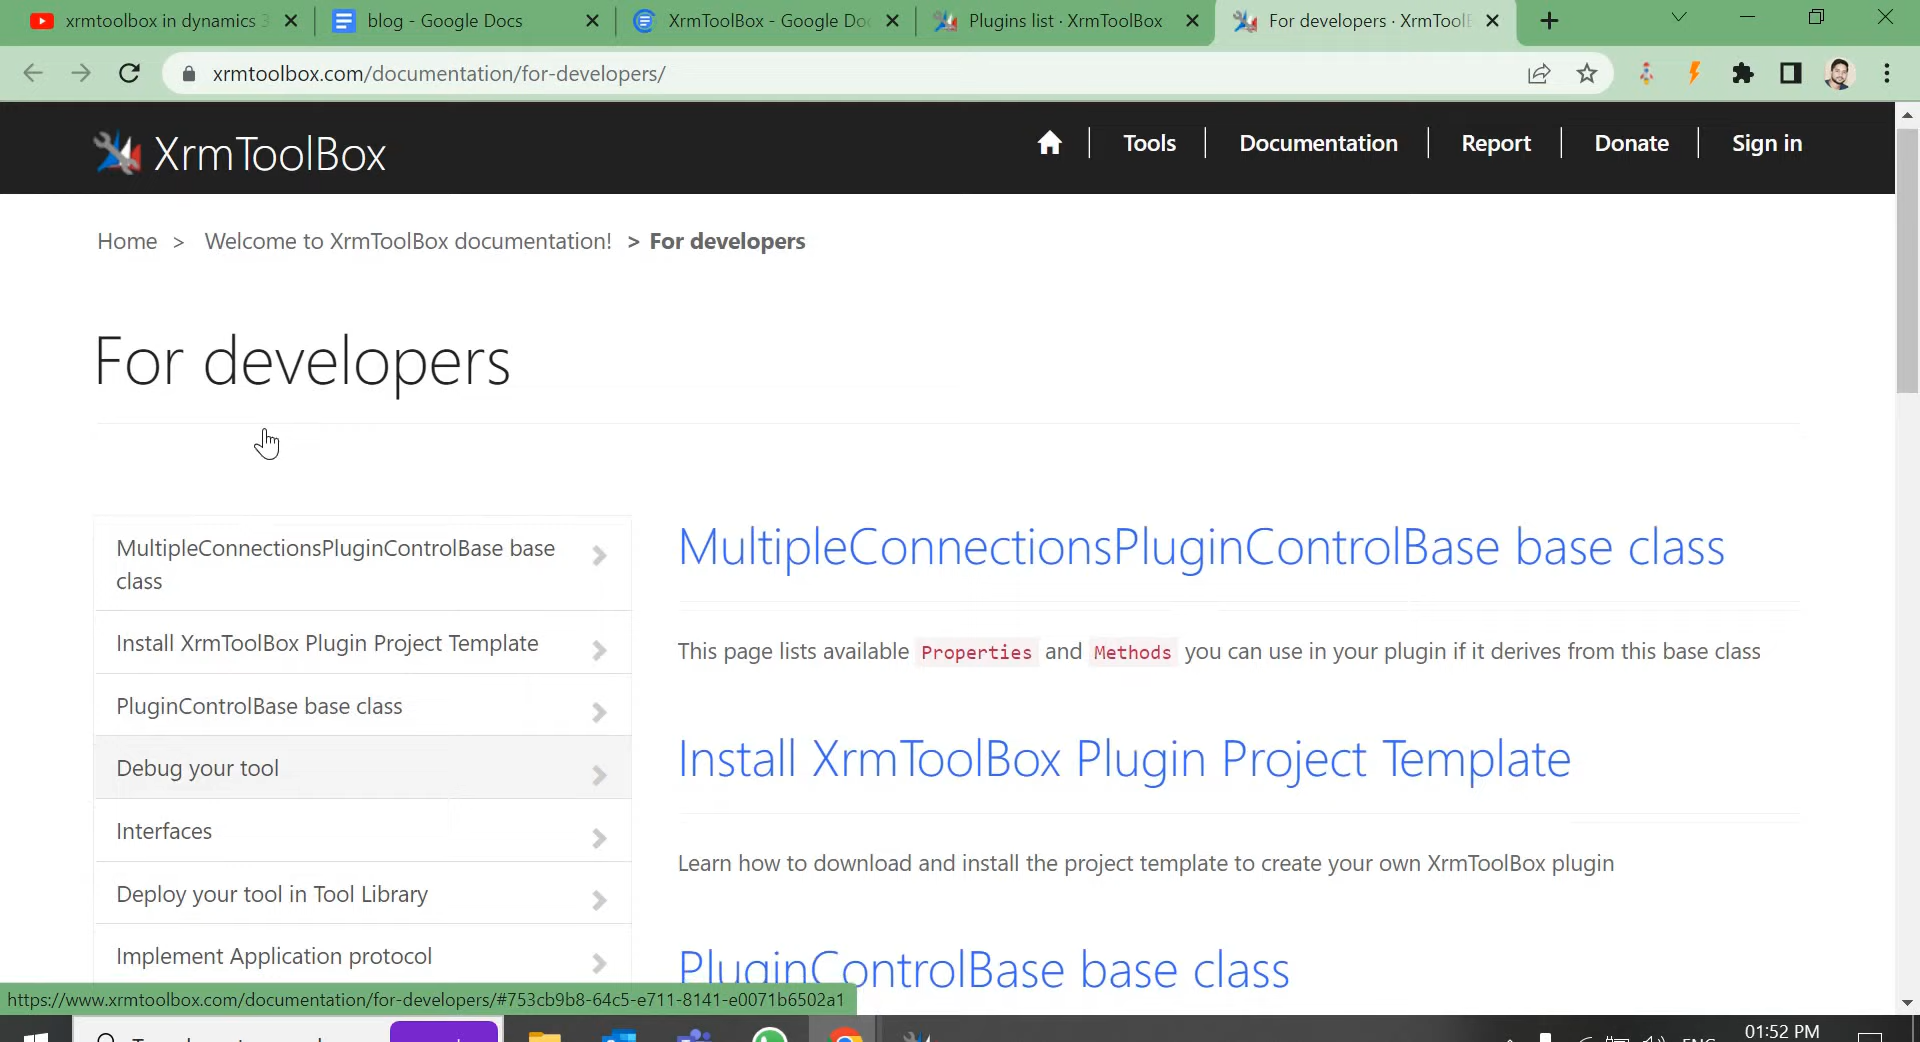 xrmtoolbox in dynamics 3
blog - Google Docs
XrmToolBox - Google Doc
Plugins list · XrmToolBox
For developers · XrmToolB
xrmtoolbox.com/documentation/for-developers/
XrmToolBox
Tools
Documentation
Report
Donate
Sign in
Home > Welcome to XrmToolBox documentation! > For developers
For developers
MultipleConnectionsPluginControlBase base
class
Install XrmToolBox Plugin Project Template
PluginControlBase base class
Debug your tool
Interfaces
Deploy your tool in Tool Library
Implement Application protocol
MultipleConnectionsPluginControlBase base class
This page lists available Properties and Methods you can use in your plugin if it derives from this base class
Install XrmToolBox Plugin Project Template
Learn how to download and install the project template to create your own XrmToolBox plugin
PluginControlBase base class
https://www.xrmtoolbox.com/documentation/for-developers/#753cb9b8-64c5-e711-8141-e0071b6502a1
01:52 PM